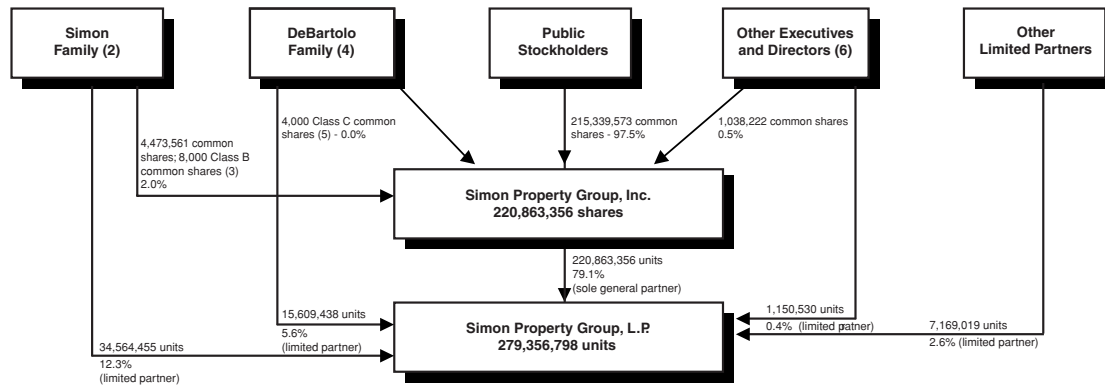 Simon
Family (2)
DeBartolo
Family (4)
Public
Stockholders
Other Executives
and Directors (6)
Other
Limited Partners
4,473,561 common
shares; 8,000 Class B
common shares (3)
2.0%
4,000 Class C common
shares (5) - 0.0%
215,339,573 common
shares - 97.5%
1,038,222 common shares
0.5%
Simon Property Group, Inc.
220,863,356 shares
220,863,356 units
79.1%
(sole general partner)
34,564,455 units
12.3%
(limited partner)
15,609,438 units
5.6%
(limited partner)
Simon Property Group, L.P.
279,356,798 units
1,150,530 units
0.4% (limited partner)
7,169,019 units
2.6% (limited partner)